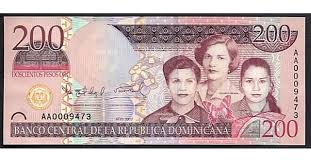 200
200
DOSCIENTOS PESOS ORO
AA0009473
AA0009473
BANCO CENTRAL DE LA REPUBLICA DOMINICANA
200